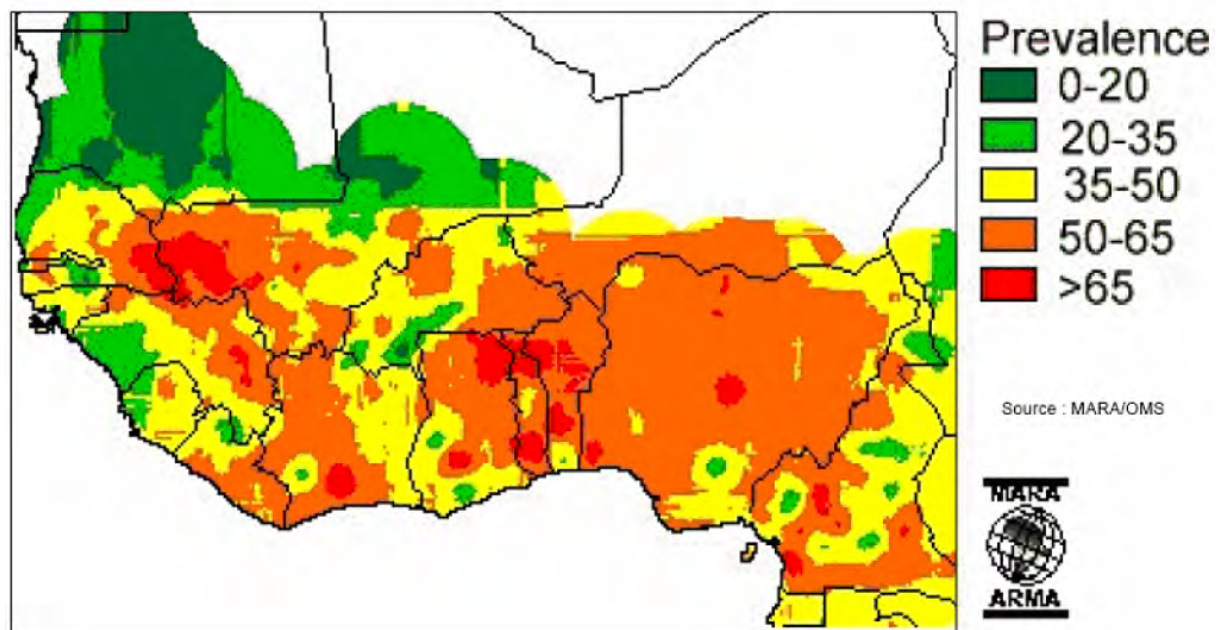 Prevalence
0-20
20-35
35-50
50-65
>65
Source : MARA/OMS
MARA
ARMA